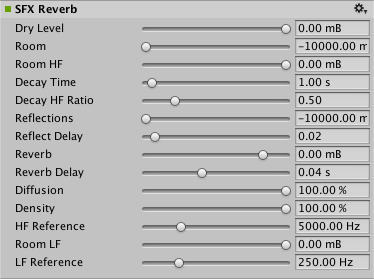 SFX Reverb
Dry Level 0.00 mB
Room -10000.00 m
Room HF 0.00 mB
Decay Time 1.00 s
Decay HF Ratio 0.50
Reflections -10000.00 m
Reflect Delay 0.02
Reverb 0.00 mB
Reverb Delay 0.04 s
Diffusion 100.00 %
Density 100.00 %
HF Reference 5000.00 Hz
Room LF 0.00 mB
LF Reference 250.00 Hz